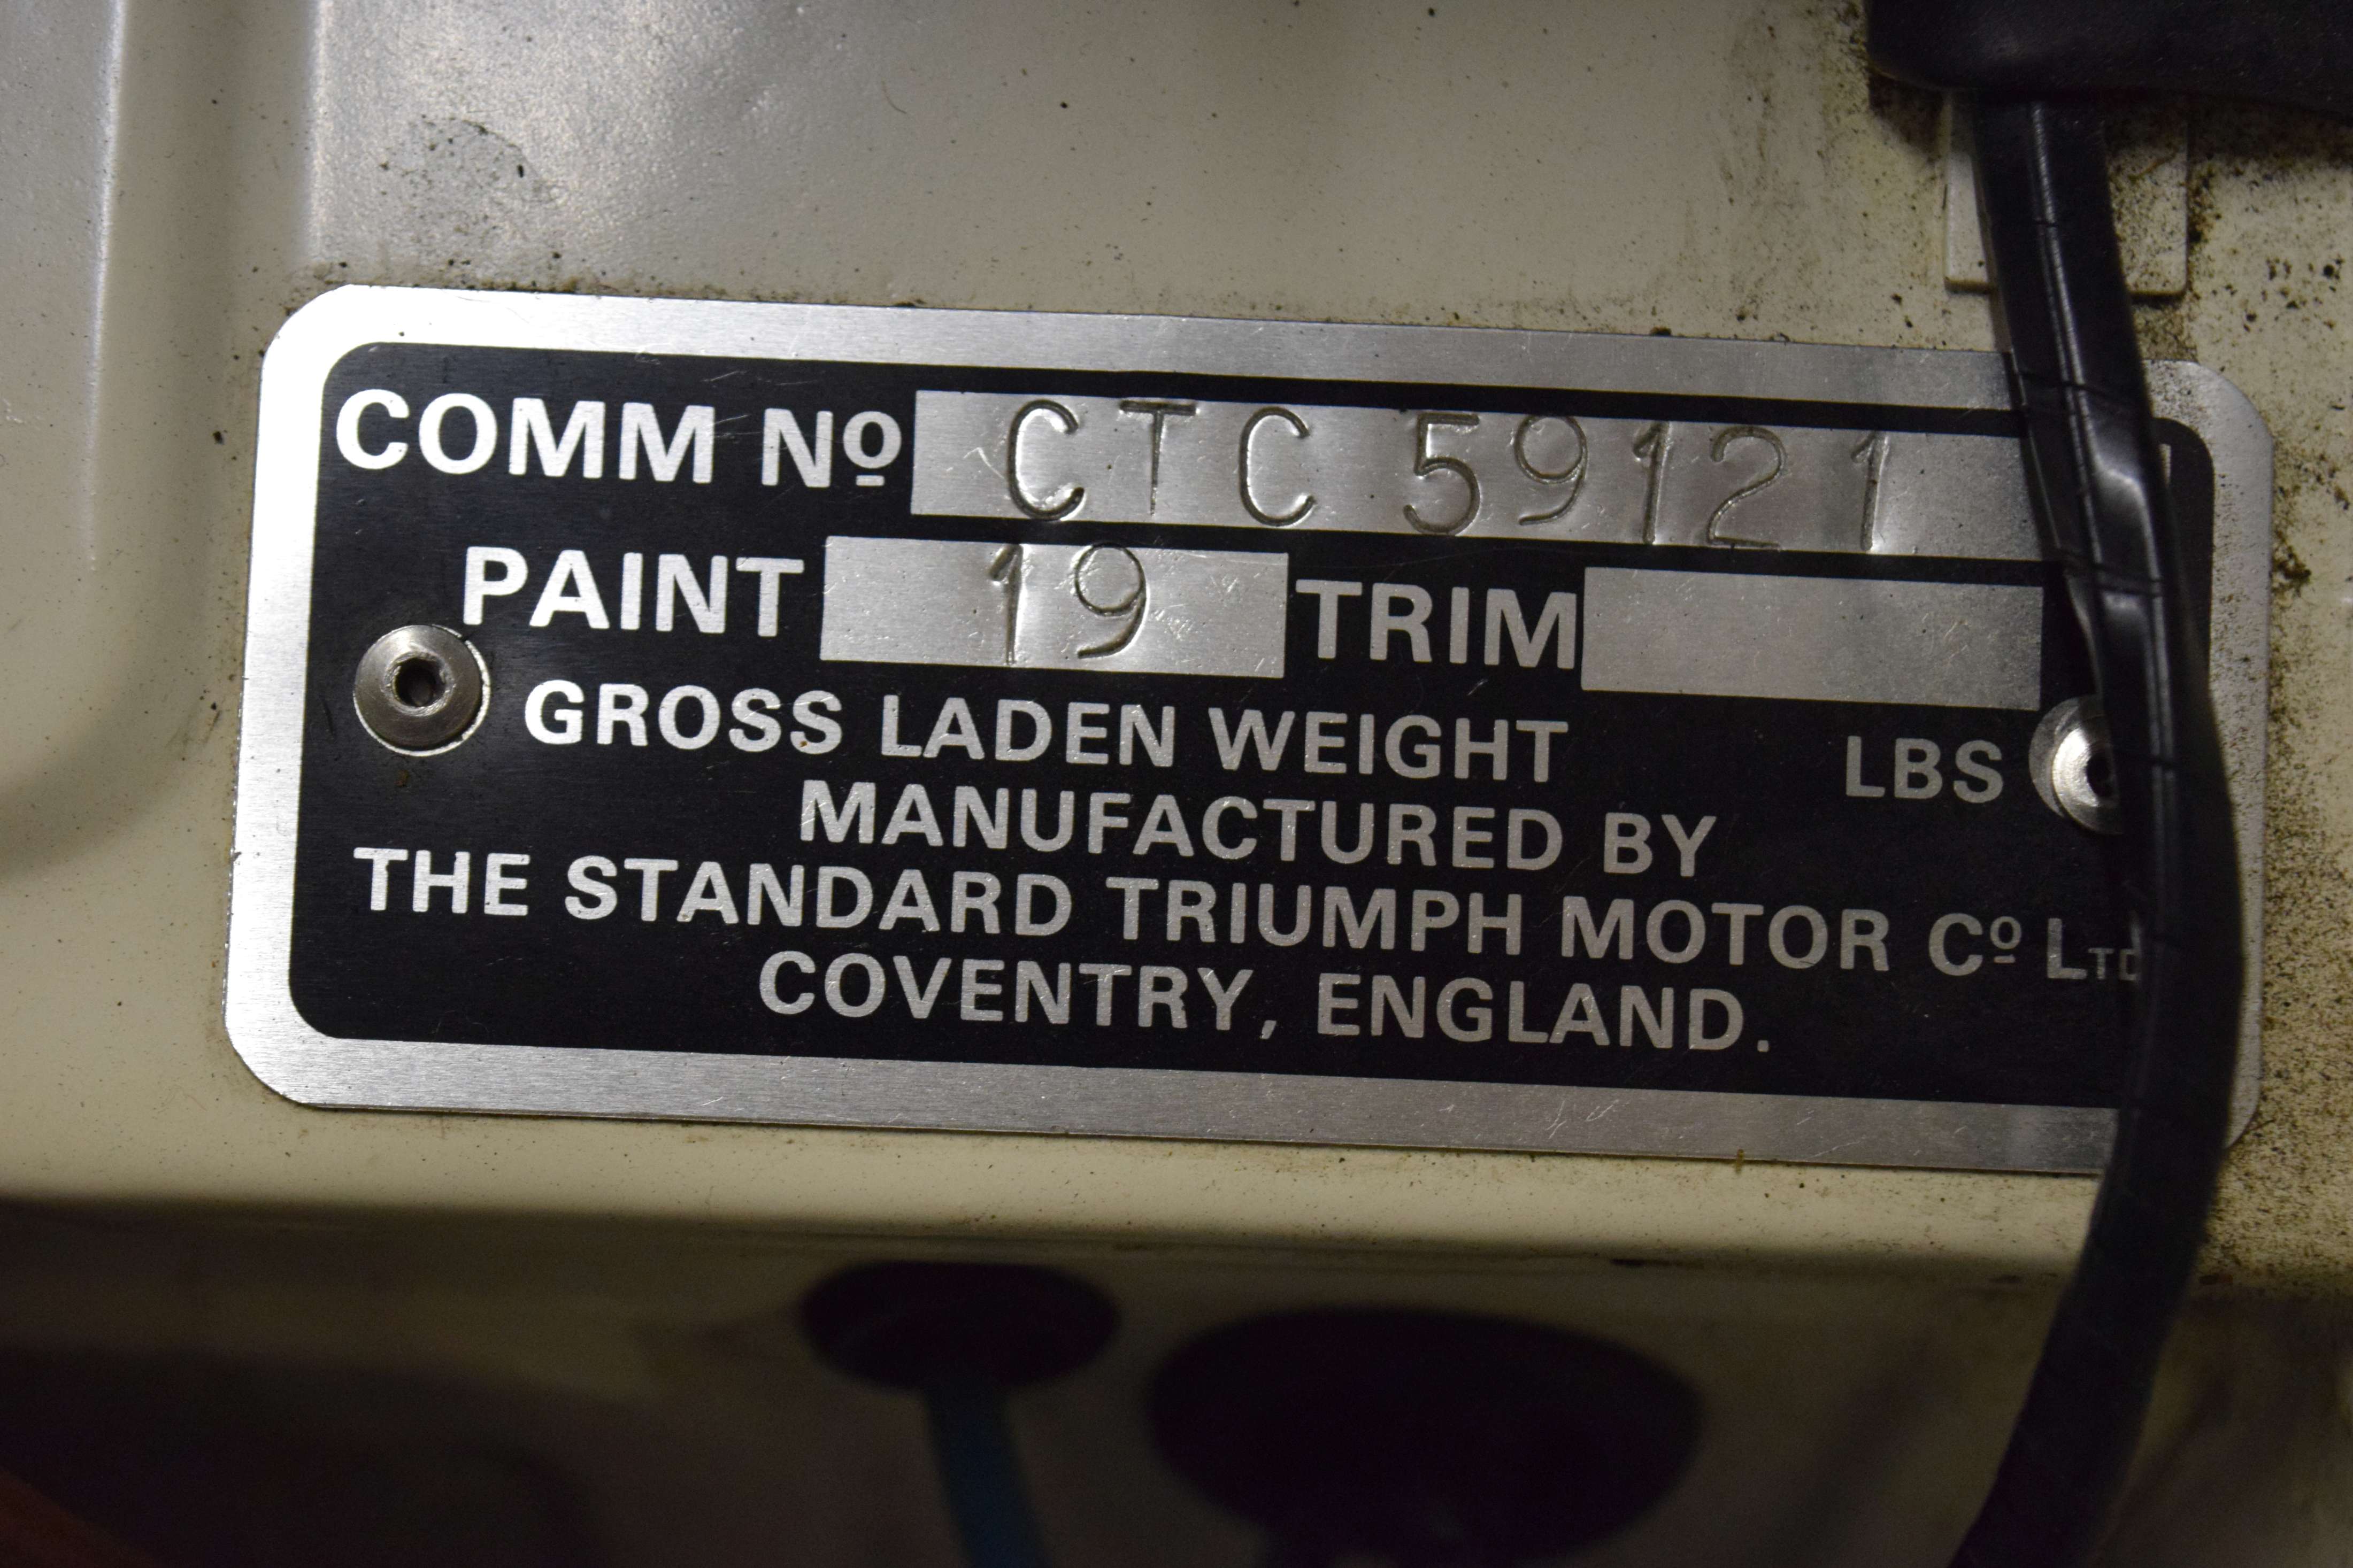 COMM Nº CTC 59121
PAINT 19 TRIM
GROSS LADEN WEIGHT LBS
MANUFACTURED BY
THE STANDARD TRIUMPH MOTOR Cº LTD
COVENTRY, ENGLAND.